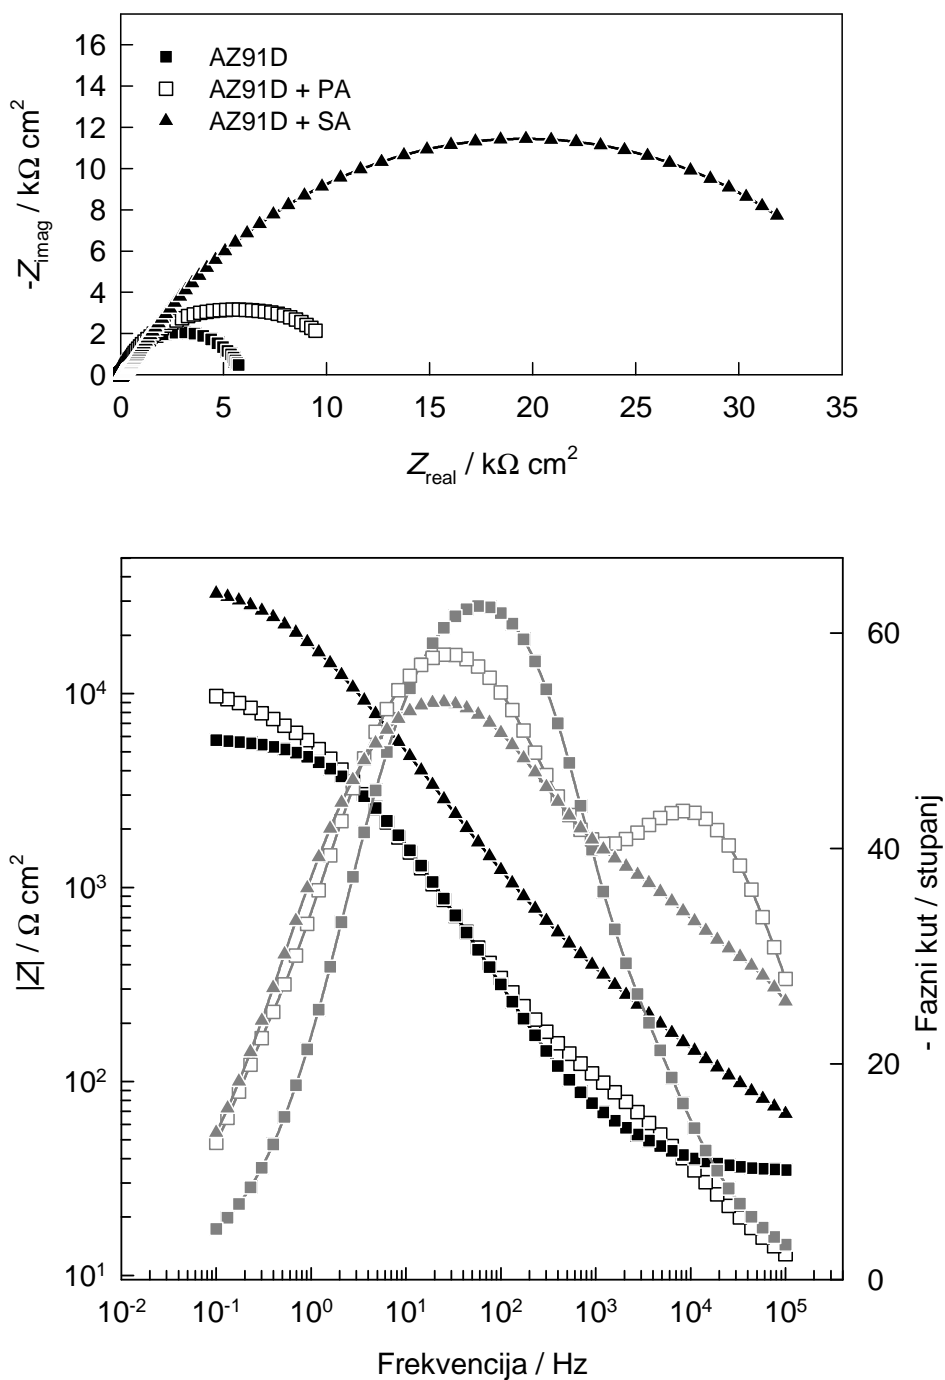 16
14
12
10
8
6
4
2
0
-Z_imag / kΩ cm²
AZ91D
AZ91D + PA
AZ91D + SA
0 5 10 15 20 25 30 35
Z_real / kΩ cm²
10⁴
10³
10²
10¹
|Z| / Ω cm²
60
40
20
0
- Fazni kut / stupanj
10⁻² 10⁻¹ 10⁰ 10¹ 10² 10³ 10⁴ 10⁵
Frekvencija / Hz